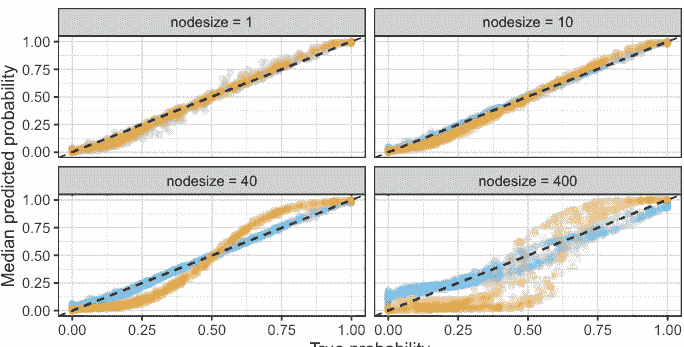 nodesize = 1
nodesize = 10
1.00
0.75
0.50
0.25
0.00
nodesize = 40
nodesize = 400
1.00
0.75
0.50
0.25
0.00
0.00 0.25 0.50 0.75 1.00
0.00 0.25 0.50 0.75 1.00
Median predicted probability
True probability